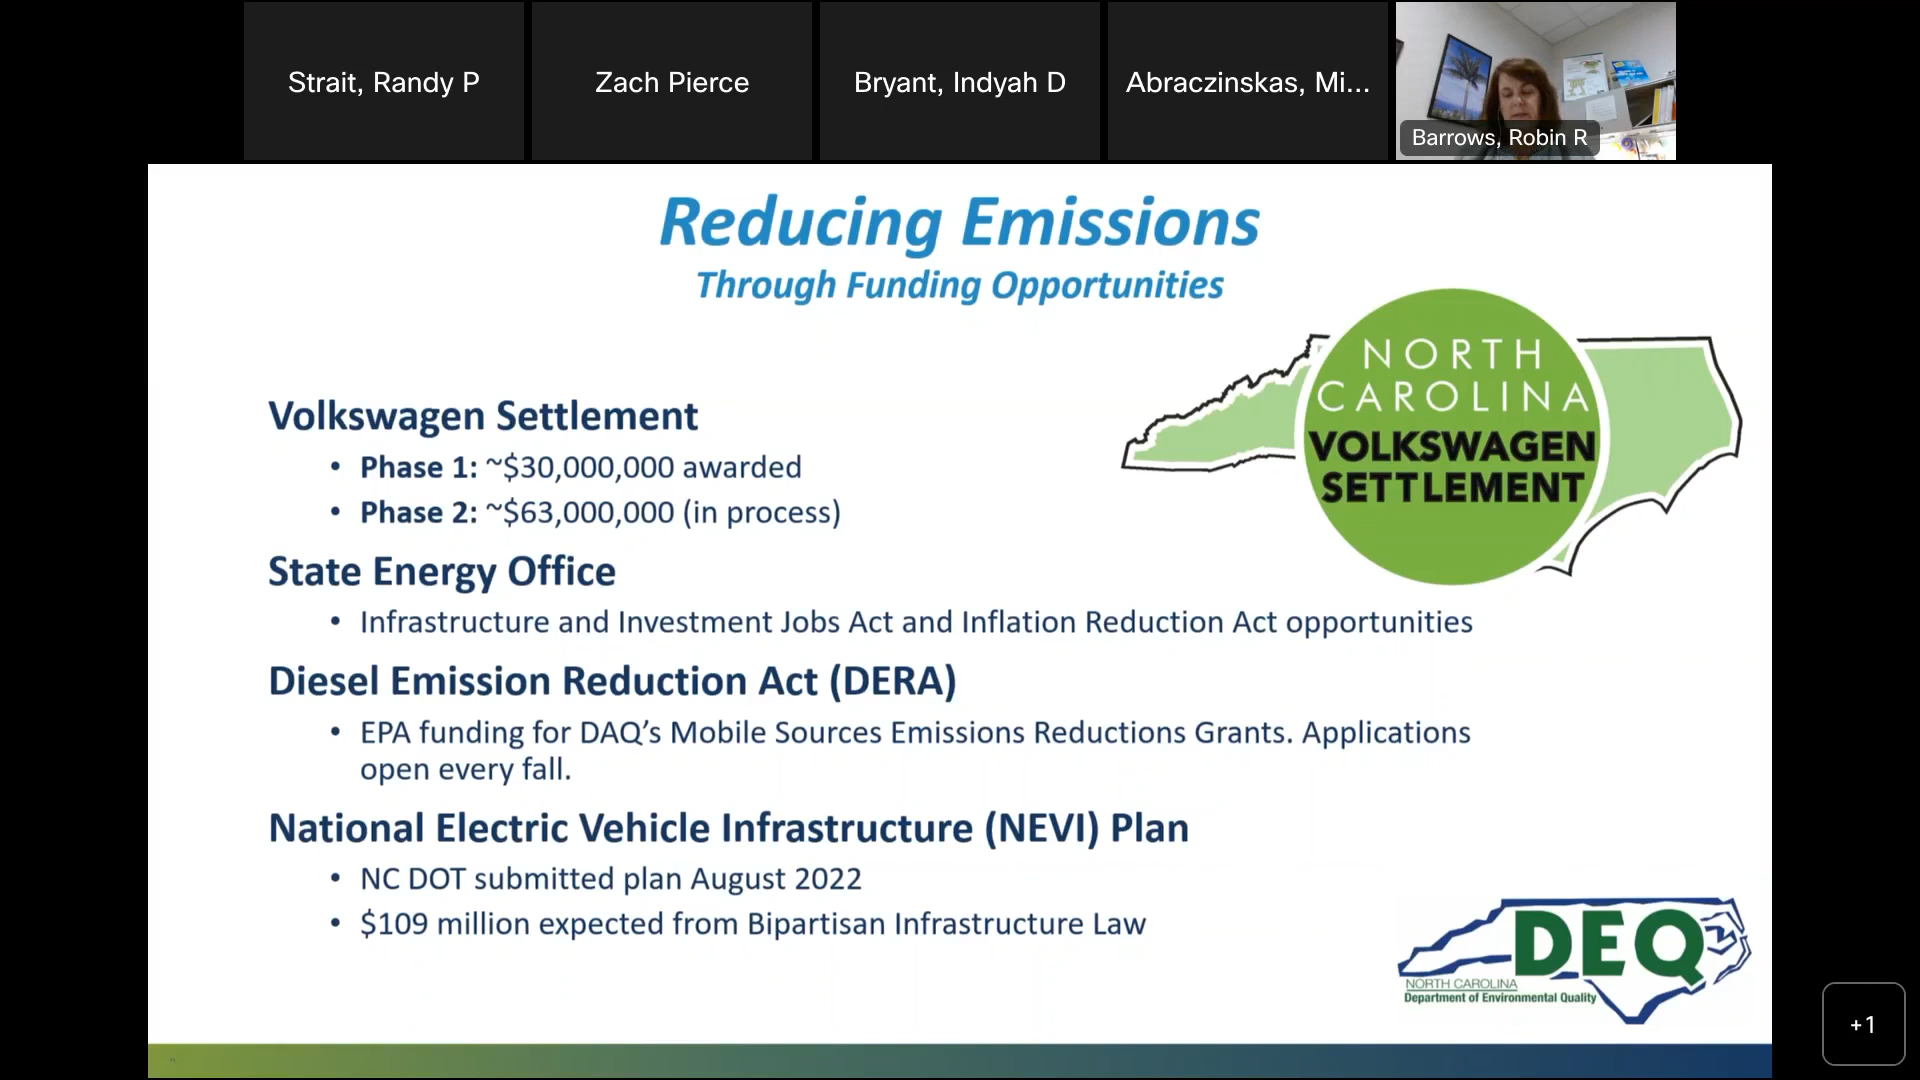 Strait, Randy P
Zach Pierce
Bryant, Indyah D
Abraczinskas, Mi...
Barrows, Robin R
Reducing Emissions
Through Funding Opportunities
NORTH
CAROLINA
VOLKSWAGEN
SETTLEMENT
Volkswagen Settlement
• Phase 1: ~$30,000,000 awarded
• Phase 2: ~$63,000,000 (in process)
State Energy Office
• Infrastructure and Investment Jobs Act and Inflation Reduction Act opportunities
Diesel Emission Reduction Act (DERA)
• EPA funding for DAQ’s Mobile Sources Emissions Reductions Grants. Applications
open every fall.
National Electric Vehicle Infrastructure (NEVI) Plan
• NC DOT submitted plan August 2022
• $109 million expected from Bipartisan Infrastructure Law
DEQ
NORTH CAROLINA
Department of Environmental Quality
+1